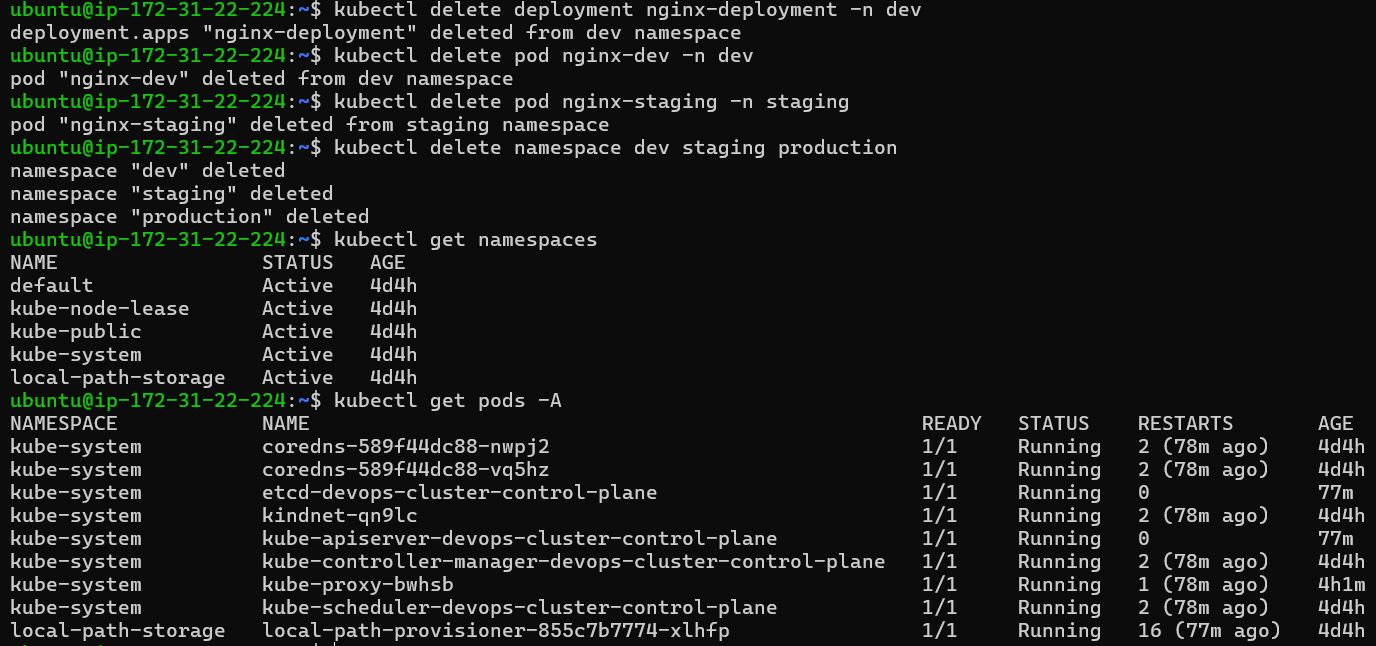 ubuntu@ip-172-31-22-224:~$ kubectl delete deployment nginx-deployment -n dev
deployment.apps "nginx-deployment" deleted from dev namespace
ubuntu@ip-172-31-22-224:~$ kubectl delete pod nginx-dev -n dev
pod "nginx-dev" deleted from dev namespace
ubuntu@ip-172-31-22-224:~$ kubectl delete pod nginx-staging -n staging
pod "nginx-staging" deleted from staging namespace
ubuntu@ip-172-31-22-224:~$ kubectl delete namespace dev staging production
namespace "dev" deleted
namespace "staging" deleted
namespace "production" deleted
ubuntu@ip-172-31-22-224:~$ kubectl get namespaces
NAME                 STATUS   AGE
default              Active   4d4h
kube-node-lease      Active   4d4h
kube-public          Active   4d4h
kube-system          Active   4d4h
local-path-storage   Active   4d4h
ubuntu@ip-172-31-22-224:~$ kubectl get pods -A
NAMESPACE            NAME                                                   READY   STATUS    RESTARTS       AGE
kube-system          coredns-589f44dc88-nwpj2                               1/1     Running   2 (78m ago)    4d4h
kube-system          coredns-589f44dc88-vq5hz                               1/1     Running   2 (78m ago)    4d4h
kube-system          etcd-devops-cluster-control-plane                      1/1     Running   0              77m
kube-system          kindnet-qn9lc                                          1/1     Running   2 (78m ago)    4d4h
kube-system          kube-apiserver-devops-cluster-control-plane            1/1     Running   0              77m
kube-system          kube-controller-manager-devops-cluster-control-plane   1/1     Running   2 (78m ago)    4d4h
kube-system          kube-proxy-bwhsb                                       1/1     Running   1 (78m ago)    4h1m
kube-system          kube-scheduler-devops-cluster-control-plane            1/1     Running   2 (78m ago)    4d4h
local-path-storage   local-path-provisioner-855c7b7774-xlhfp                1/1     Running   16 (77m ago)   4d4h